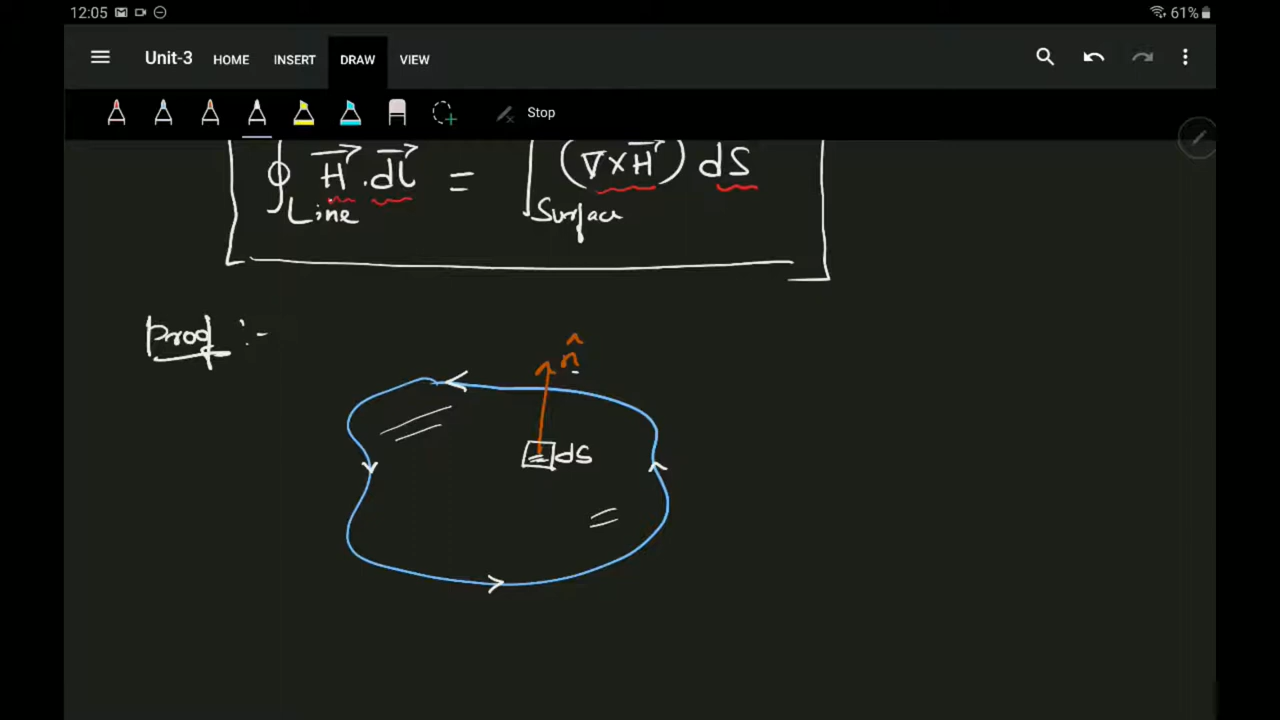 12:05 61%
Unit-3 HOME INSERT DRAW VIEW
Stop
∮ H⃗ . dl⃗ = ∫ (∇×H⃗) dS
Line Surface
Proof :-
n̂
dS